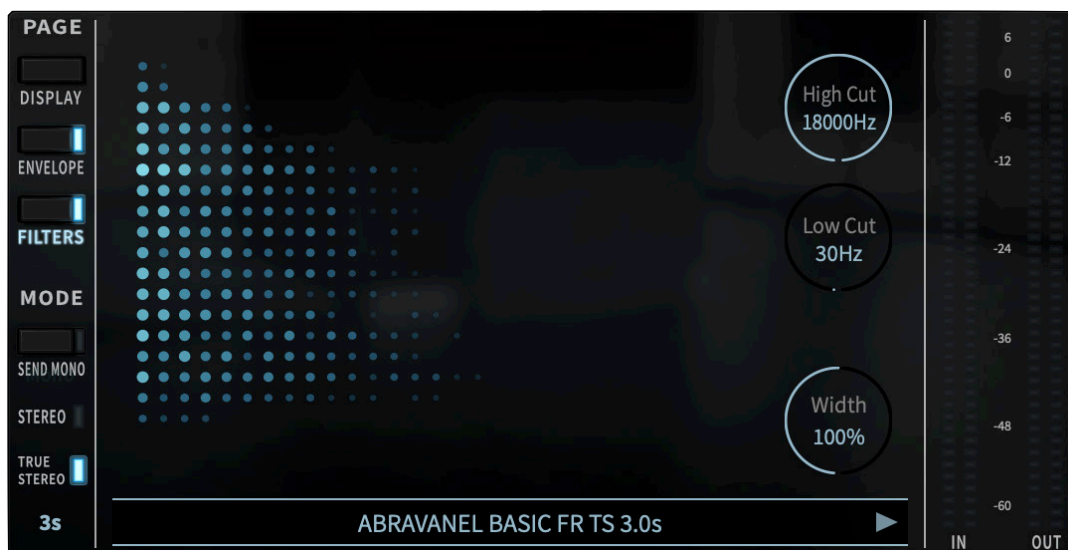 PAGE
DISPLAY
ENVELOPE
FILTERS
MODE
SEND MONO
STEREO
TRUE
STEREO
3s
High Cut
18000Hz
Low Cut
30Hz
Width
100%
ABRAVANEL BASIC FR TS 3.0s
6
0
-6
-12
-24
-36
-48
-60
IN OUT